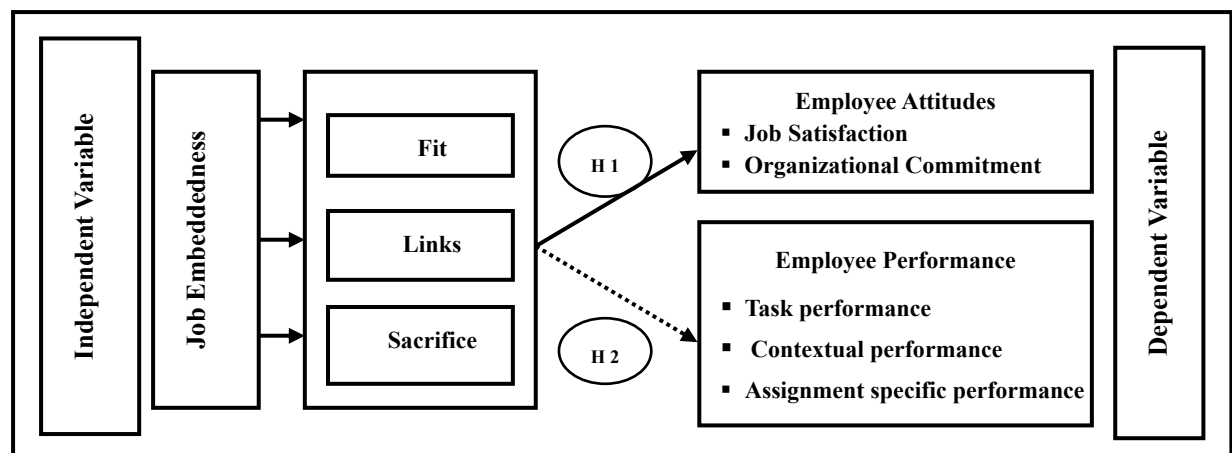 Independent Variable
Job Embeddedness
Fit
Links
Sacrifice
H 1
H 2
Employee Attitudes
▪ Job Satisfaction
▪ Organizational Commitment
Employee Performance
▪ Task performance
▪ Contextual performance
▪ Assignment specific performance
Dependent Variable